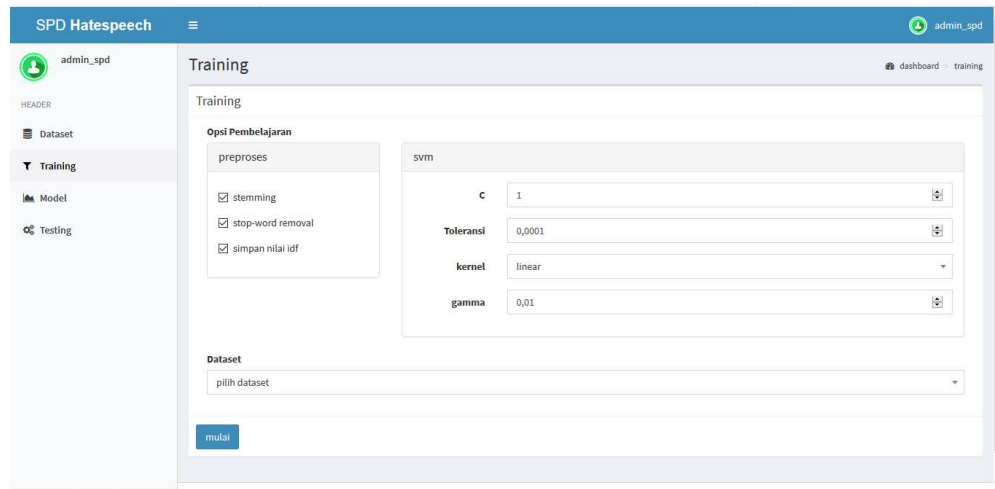 SPD Hatespeech
admin_spd
admin_spd
HEADER
Dataset
Training
Model
Testing
Training
dashboard > training
Training
Opsi Pembelajaran
preproses
stemming
stop-word removal
simpan nilai idf
svm
C 1
Toleransi 0,0001
kernel linear
gamma 0,01
Dataset
pilih dataset
mulai